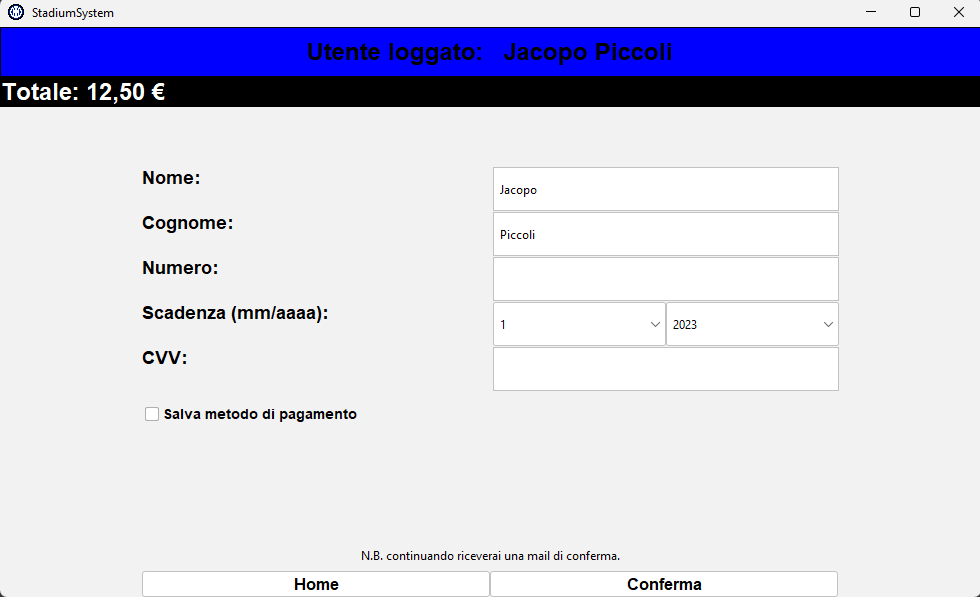 StadiumSystem
Utente loggato: Jacopo Piccoli
Totale: 12,50 €
Nome:
Jacopo
Cognome:
Piccoli
Numero:
Scadenza (mm/aaaa):
1
2023
CVV:
Salva metodo di pagamento
N.B. continuando riceverai una mail di conferma.
Home
Conferma